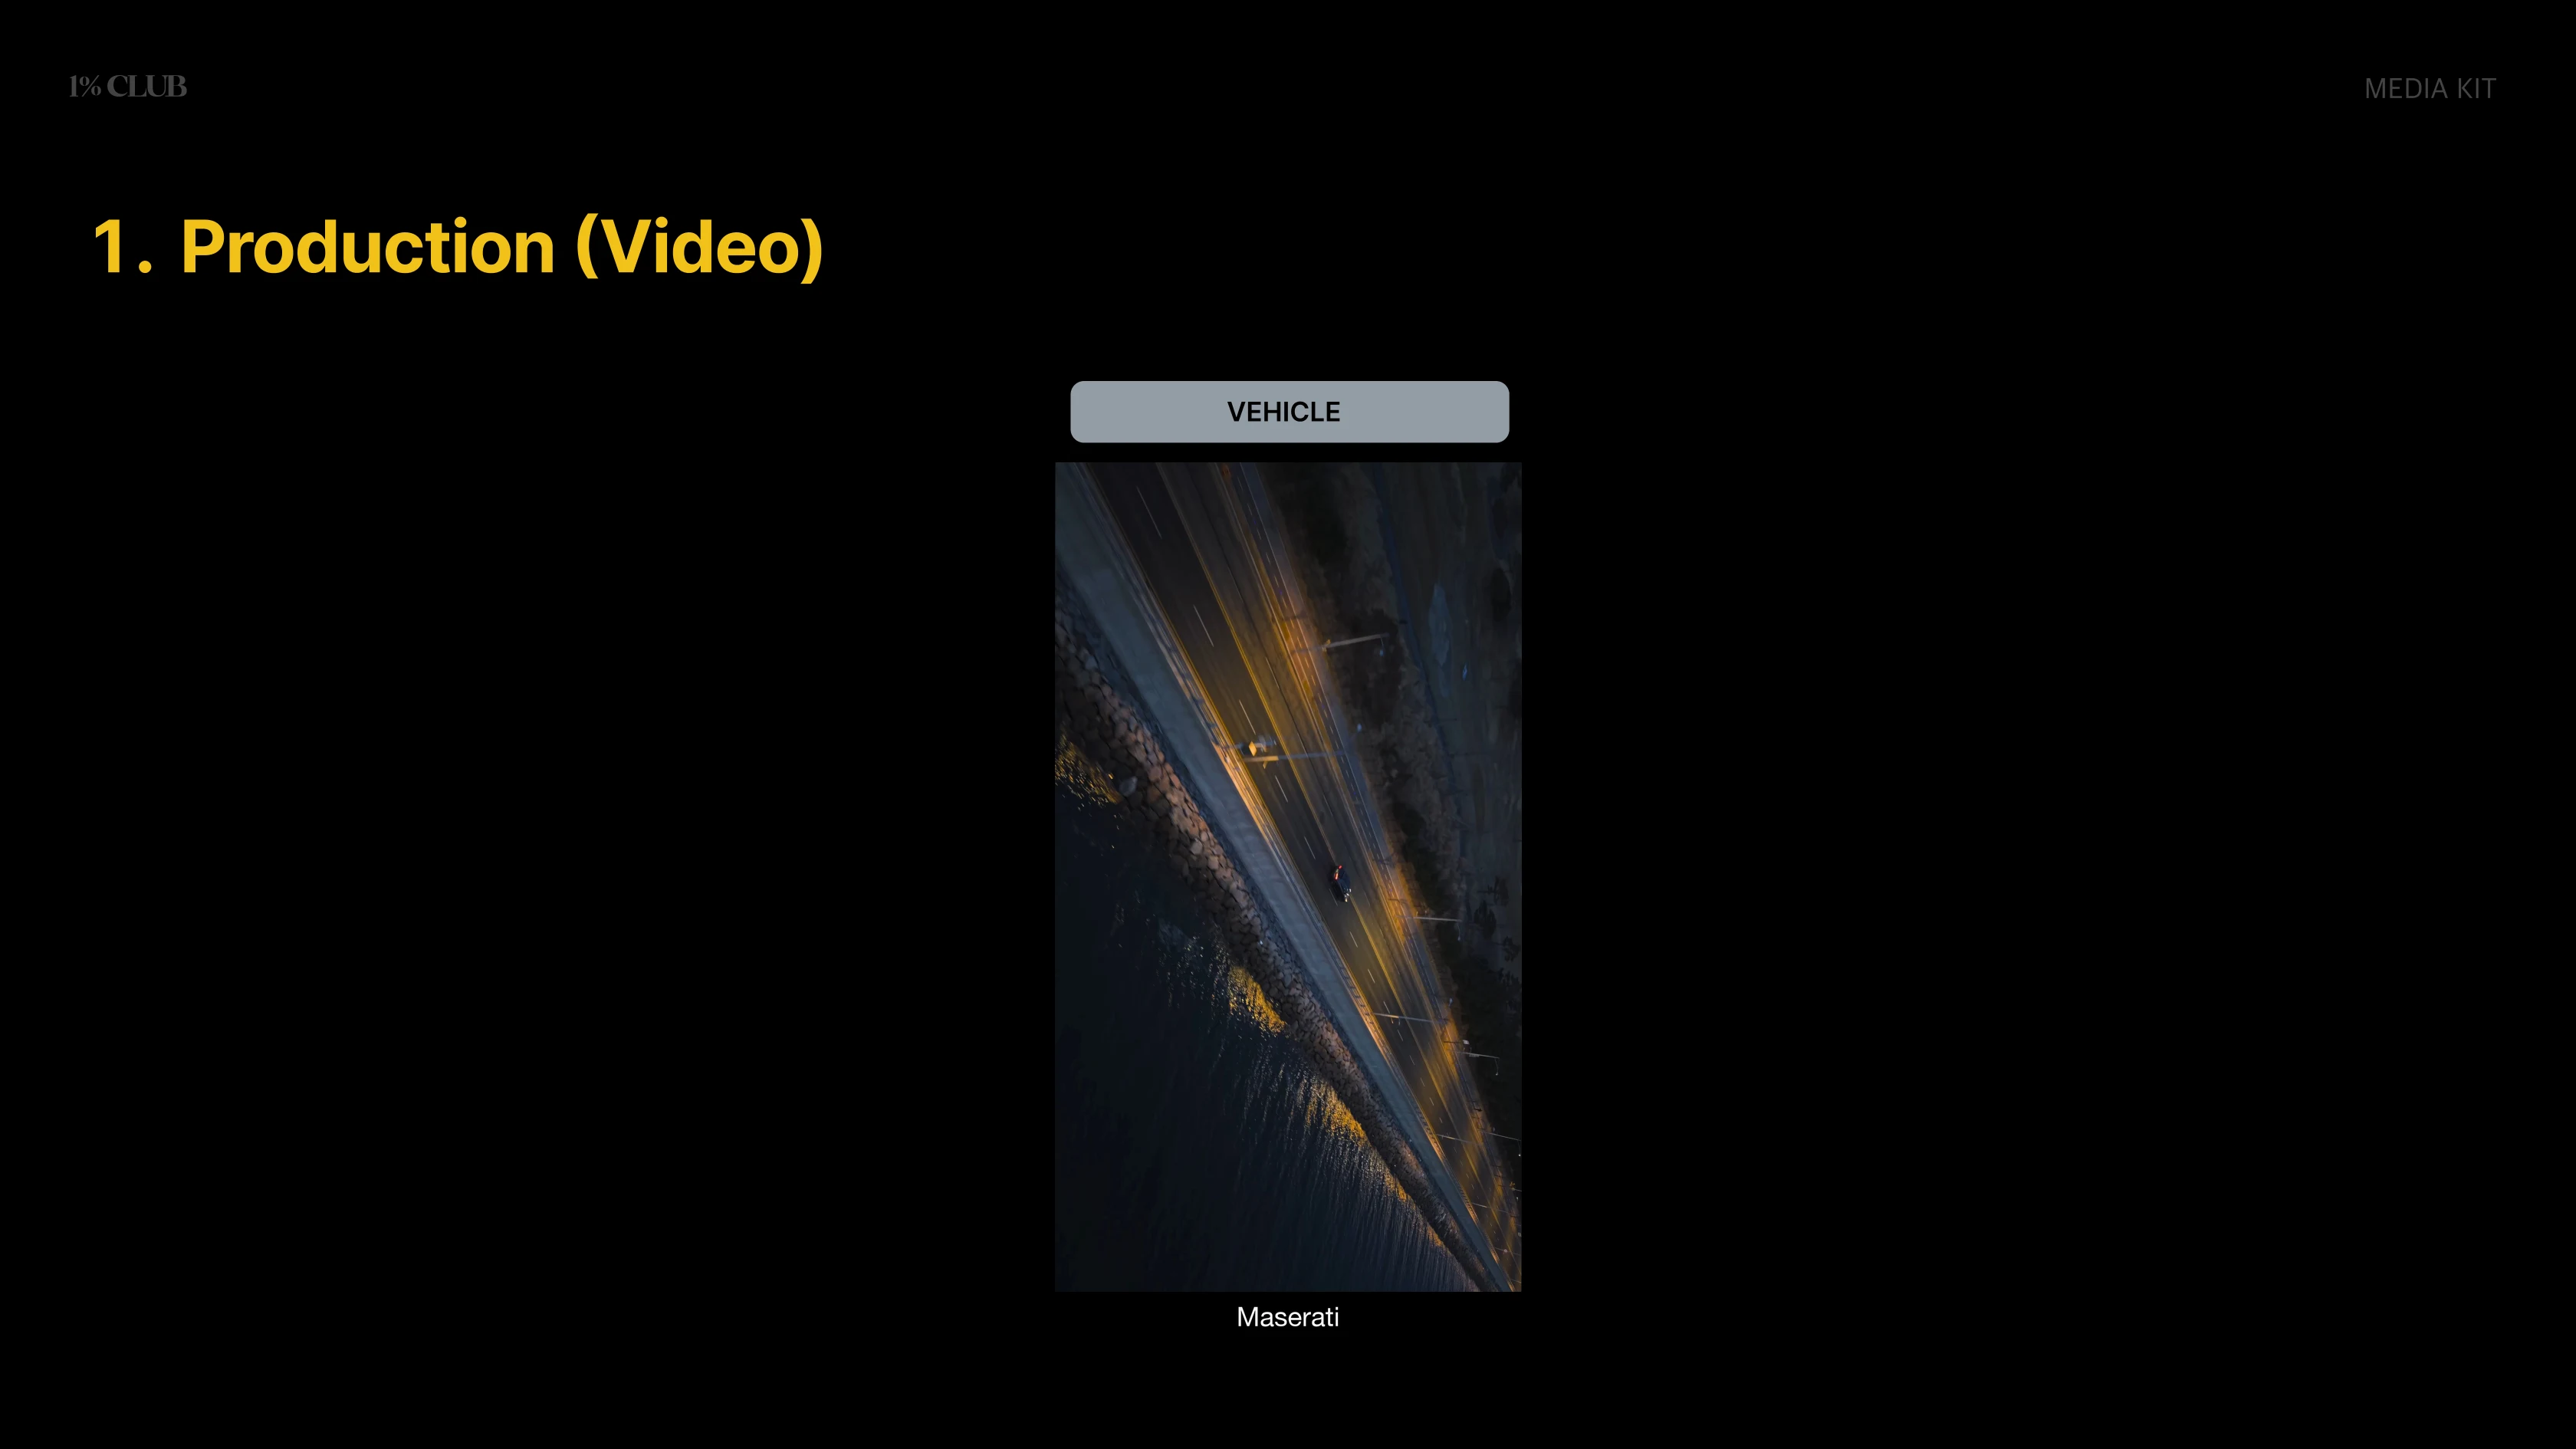 1% CLUB
MEDIA KIT
1. Production (Video)
VEHICLE
Maserati